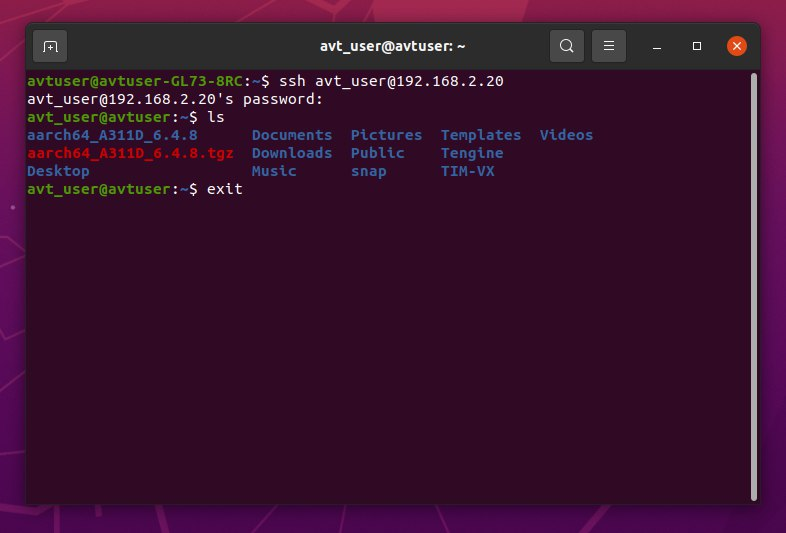 avt_user@avtuser: ~
avtuser@avtuser-GL73-8RC:~$ ssh avt_user@192.168.2.20
avt_user@192.168.2.20's password:
avt_user@avtuser:~$ ls
aarch64_A311D_6.4.8      Documents  Pictures  Templates  Videos
aarch64_A311D_6.4.8.tgz  Downloads  Public    Tengine
Desktop                  Music      snap      TIM-VX
avt_user@avtuser:~$ exit